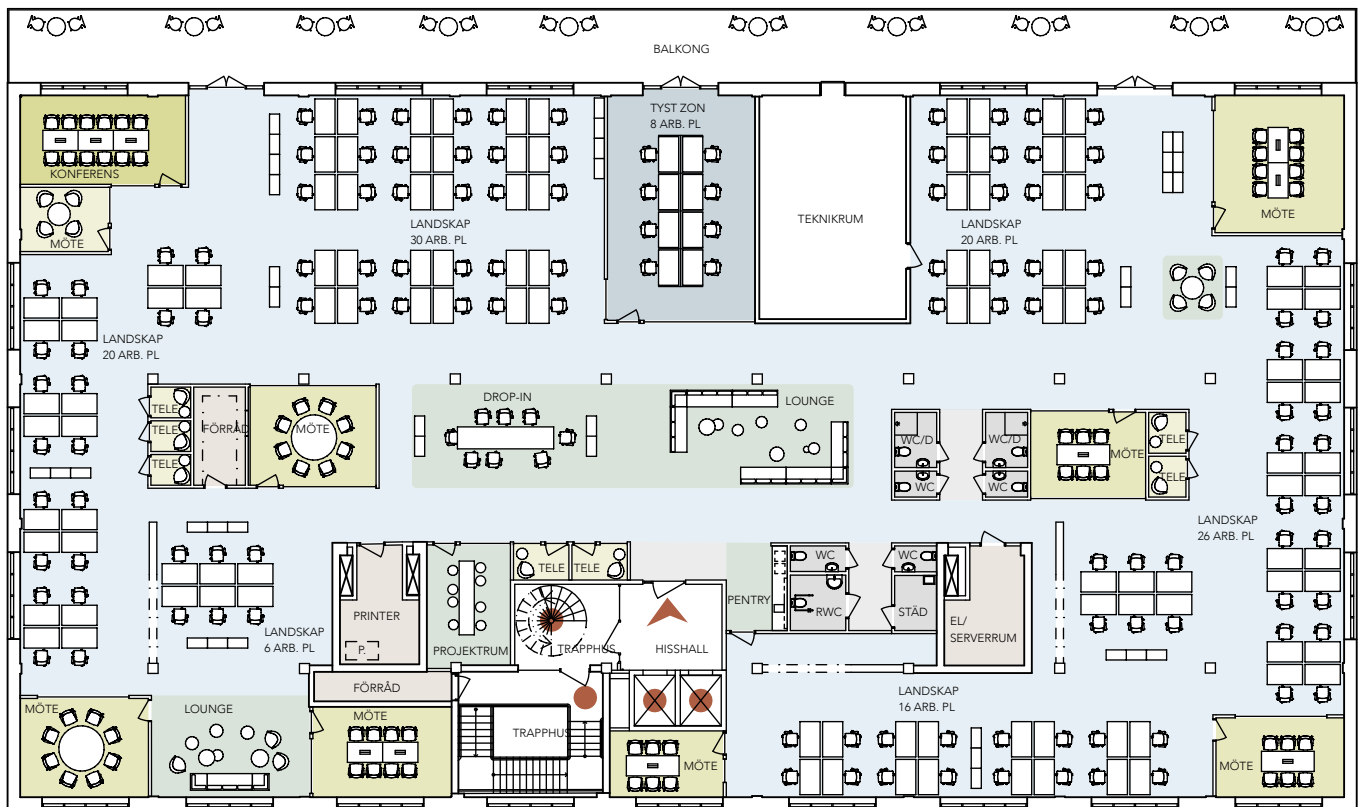 BALKONG
TYST ZON
8 ARB. PL
KONFERENS
MÖTE
LANDSKAP
30 ARB. PL
TEKNIKRUM
LANDSKAP
20 ARB. PL
MÖTE
LANDSKAP
20 ARB. PL
TELE
TELE
TELE
FÖRRÅD
MÖTE
DROP-IN
LOUNGE
WC/D
WC
WC/D
WC
MÖTE
TELE
TELE
LANDSKAP
26 ARB. PL
PRINTER
P.
LANDSKAP
6 ARB. PL
PROJEKTRUM
TELE
TELE
TRAPPHUS
HISSHALL
PENTRY
WC
RWC
WC
STÄD
EL/
SERVERRUM
FÖRRÅD
MÖTE
LOUNGE
MÖTE
TRAPPHUS
MÖTE
LANDSKAP
16 ARB. PL
MÖTE